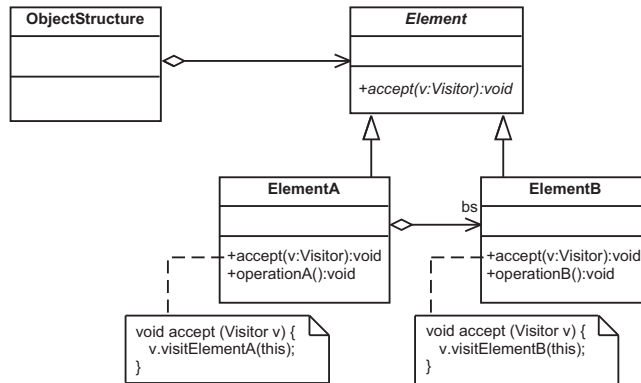 ObjectStructure
Element
+accept(v:Visitor):void
ElementA
ElementB
bs
+accept(v:Visitor):void
+operationA():void
+accept(v:Visitor):void
+operationB():void
void accept (Visitor v) {
v.visitElementA(this);
}
void accept (Visitor v) {
v.visitElementB(this);
}